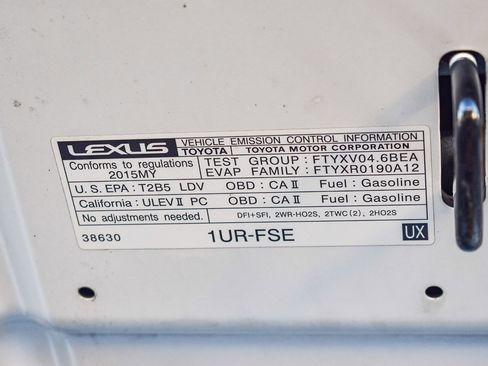 LEXUS VEHICLE EMISSION CONTROL INFORMATION
TOYOTA TOYOTA MOTOR CORPORATION
Conforms to regulations TEST GROUP : FTYXV04.6BEA
2015MY EVAP FAMILY : FTYXR0190A12
U.S. EPA : T2B5 LDV OBD : CA II Fuel : Gasoline
California : ULEV II PC OBD : CA II Fuel : Gasoline
No adjustments needed. DFI+SFI, 2WR-HO2S, 2TWC(2), 2HO2S
38630 1UR-FSE UX